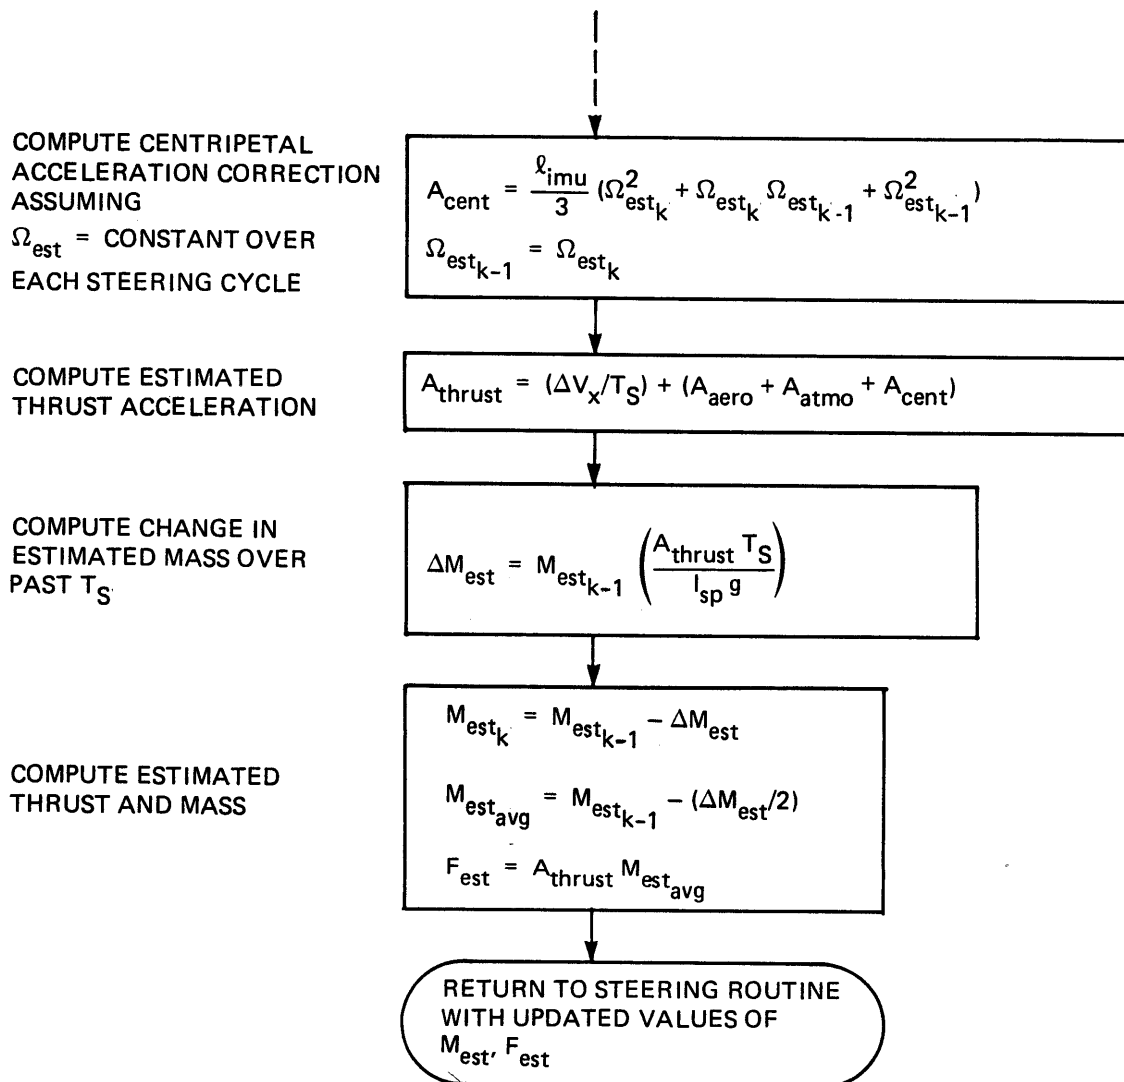 COMPUTE CENTRIPETAL
ACCELERATION CORRECTION
ASSUMING
Ω_est = CONSTANT OVER
EACH STEERING CYCLE
A_cent = ℓ_imu/3 (Ω²_est_k + Ω_est_k Ω_est_k-1 + Ω²_est_k-1)
Ω_est_k-1 = Ω_est_k
COMPUTE ESTIMATED
THRUST ACCELERATION
A_thrust = (ΔV_x/T_S) + (A_aero + A_atmo + A_cent)
COMPUTE CHANGE IN
ESTIMATED MASS OVER
PAST T_S
ΔM_est = M_est_k-1 (A_thrust T_S / I_sp g)
COMPUTE ESTIMATED
THRUST AND MASS
M_est_k = M_est_k-1 – ΔM_est
M_est_avg = M_est_k-1 – (ΔM_est/2)
F_est = A_thrust M_est_avg
RETURN TO STEERING ROUTINE
WITH UPDATED VALUES OF
M_est, F_est